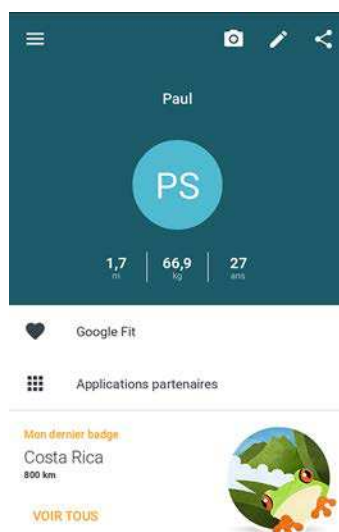 Paul
PS
1,7 66,9 27
m kg ans
Google Fit
Applications partenaires
Mon dernier badge
Costa Rica
800 km
VOIR TOUS